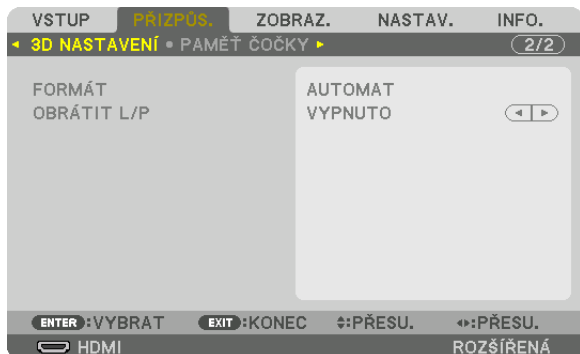 VSTUP PŘIZPŮS. ZOBRAZ. NASTAV. INFO.
3D NASTAVENÍ • PAMĚŤ ČOČKY 2/2
FORMÁT AUTOMAT
OBRÁTIT L/P VYPNUTO
ENTER:VYBRAT EXIT:KONEC :PŘESU. :PŘESU.
HDMI ROZŠÍŘENÁ